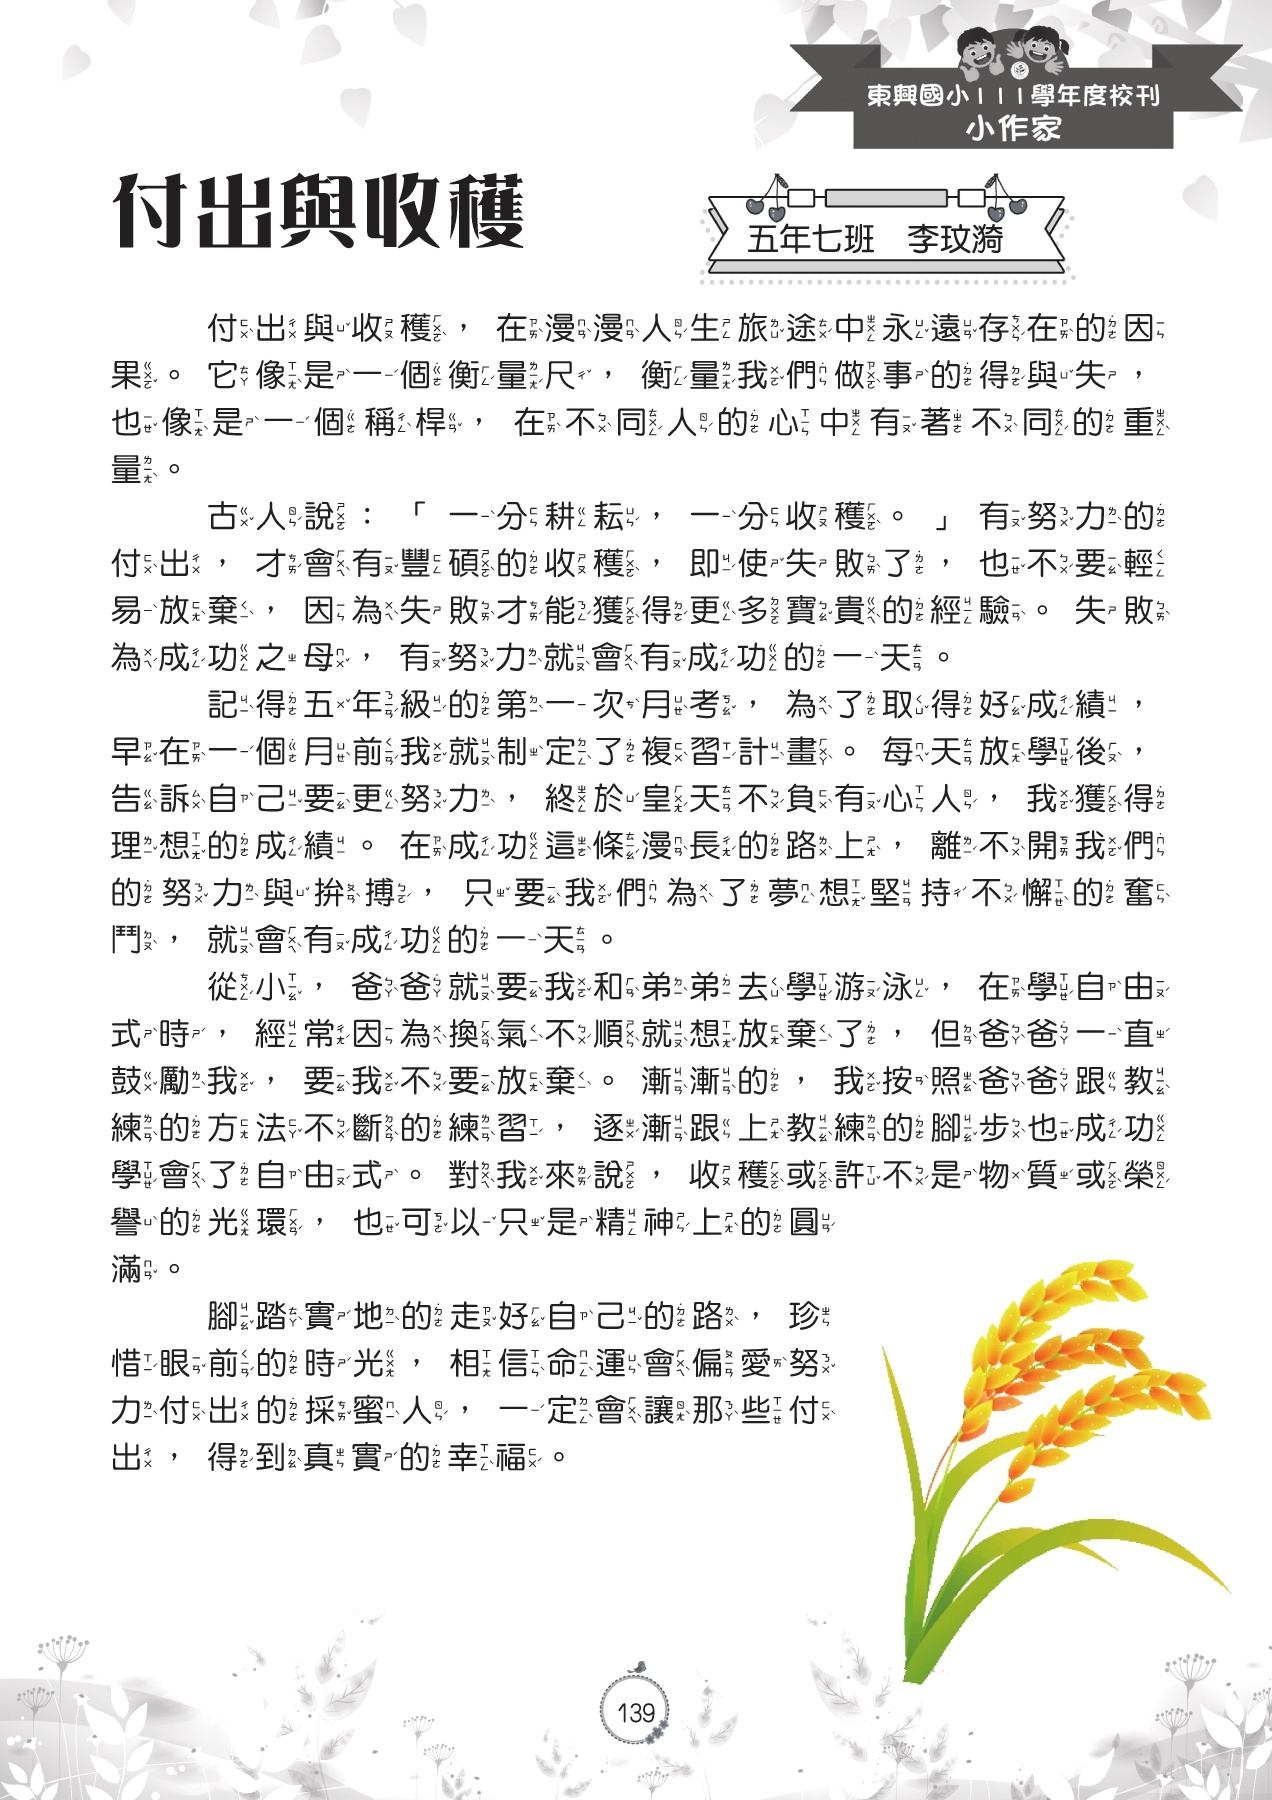 東興國小111學年度校刊
小作家
付出與收穫
五年七班　李玟漪
付出與收穫，在漫漫人生旅途中永遠存在的因
果。它像是一個衡量尺，衡量我們做事的得與失，
也像是一個稱桿，在不同人的心中有著不同的重
量。
古人說：「一分耕耘，一分收穫。」有努力的
付出，才會有豐碩的收穫，即使失敗了，也不要輕
易放棄，因為失敗才能獲得更多寶貴的經驗。失敗
為成功之母，有努力就會有成功的一天。
記得五年級的第一次月考，為了取得好成績，
早在一個月前我就制定了複習計畫。每天放學後，
告訴自己要更努力，終於皇天不負有心人，我獲得
理想的成績。在成功這條漫長的路上，離不開我們
的努力與拚搏，只要我們為了夢想堅持不懈的奮
鬥，就會有成功的一天。
從小，爸爸就要我和弟弟去學游泳，在學自由
式時，經常因為換氣不順就想放棄了，但爸爸一直
鼓勵我，要我不要放棄。漸漸的，我按照爸爸跟教
練的方法不斷的練習，逐漸跟上教練的腳步也成功
學會了自由式。對我來說，收穫或許不是物質或榮
譽的光環，也可以只是精神上的圓
滿。
腳踏實地的走好自己的路，珍
惜眼前的時光，相信命運會偏愛努
力付出的採蜜人，一定會讓那些付
出，得到真實的幸福。
139